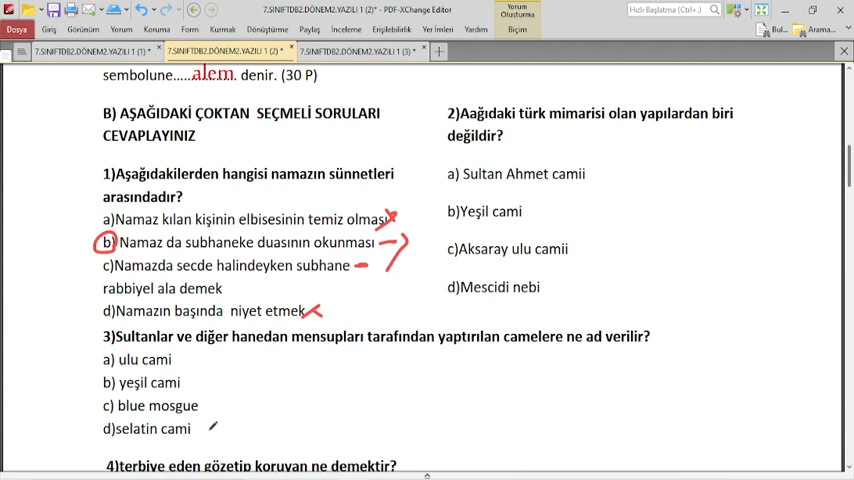 7.SINIFTDB2.DÖNEM2.YAZILI 1 (2)* - PDF-XChange Editor
Yorum Oluşturma
Hızlı Başlatma (Ctrl+.)
Dosya Giriş Görünüm Yorum Koru Form Düzenle Dönüştürme Paylaş İnceleme Erişilebilirlik Yer İmleri Yardım Biçim
Bul... Arama...
7.SINIFTDB2.DÖNEM2.YAZILI 1 (1) * 7.SINIFTDB2.DÖNEM2.YAZILI 1 (2) * 7.SINIFTDB2.DÖNEM2.YAZILI 1 (3) *
sembolune......alem...... denir. (30 P)
B) AŞAĞIDAKİ ÇOKTAN SEÇMELİ SORULARI
CEVAPLAYINIZ
1)Aşağıdakilerden hangisi namazın sünnetleri
arasındadır?
a)Namaz kılan kişinin elbisesinin temiz olması
b) Namaz da subhaneke duasının okunması
c)Namazda secde halindeyken subhane
rabbiyel ala demek
d)Namazın başında niyet etmek
2)Aağıdaki türk mimarisi olan yapılardan biri
değildir?
a) Sultan Ahmet camii
b)Yeşil cami
c)Aksaray ulu camii
d)Mescidi nebi
3)Sultanlar ve diğer hanedan mensupları tarafından yaptırılan camelere ne ad verilir?
a) ulu cami
b) yeşil cami
c) blue mosgue
d)selatin cami
4)terbiye eden gözetip koruyan ne demektir?